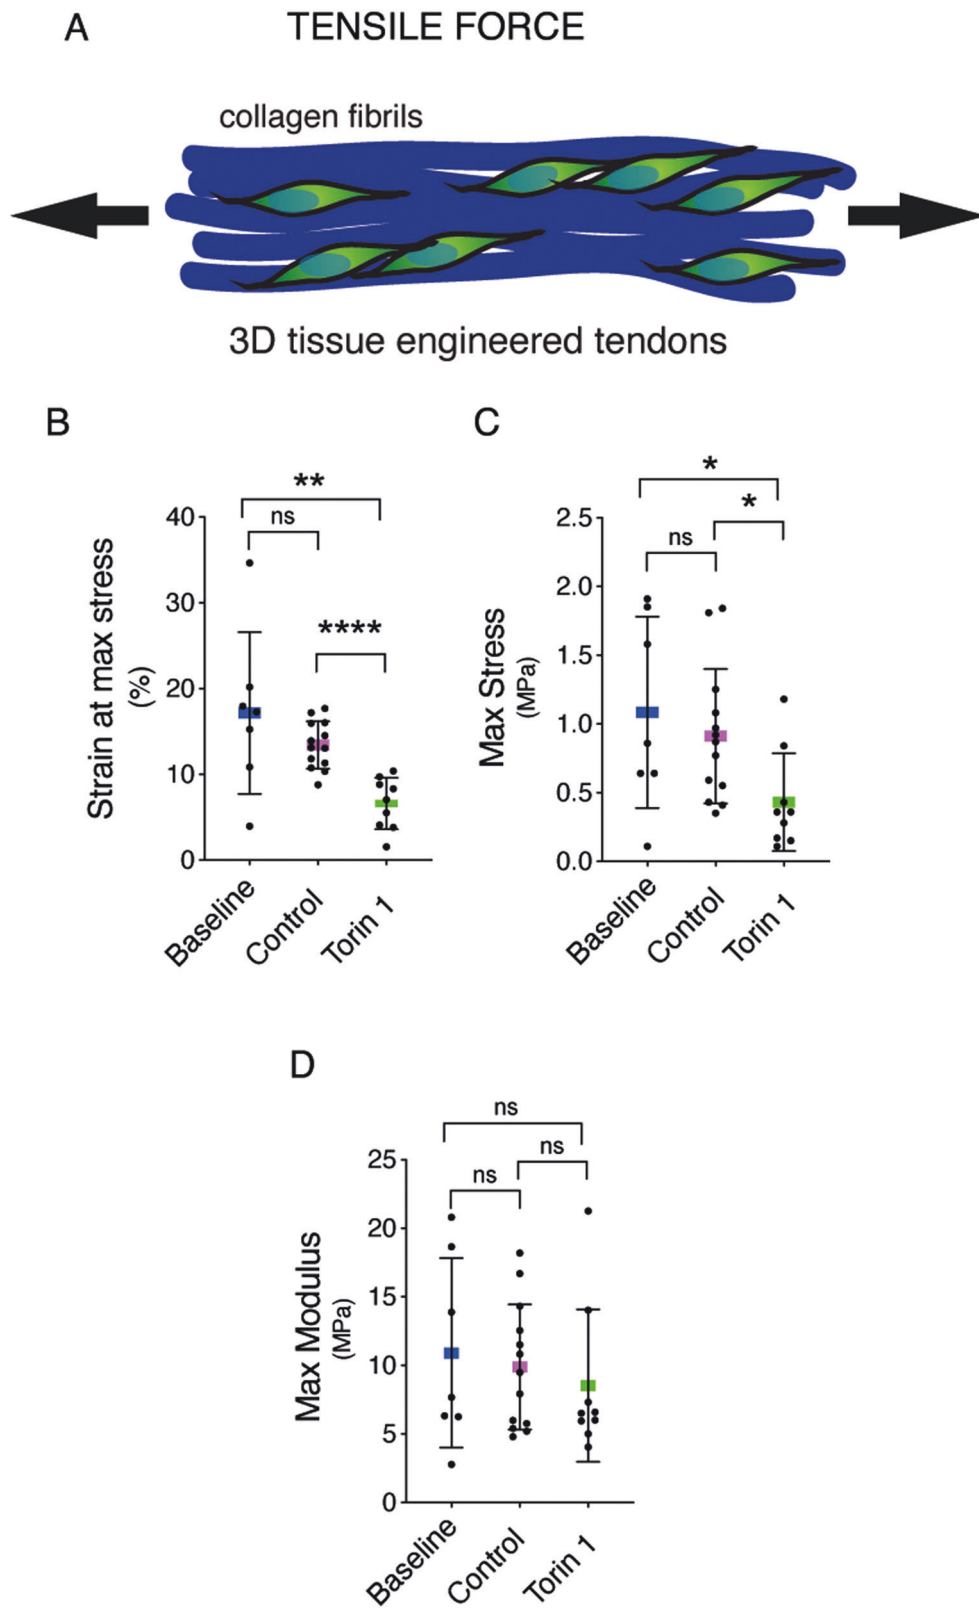 A
TENSILE FORCE
collagen fibrils
3D tissue engineered tendons
B
**
ns
****
Strain at max stress
(%)
40
30
20
10
0
Baseline
Control
Torin 1
C
*
*
ns
Max Stress
(MPa)
2.5
2.0
1.5
1.0
0.5
0.0
Baseline
Control
Torin 1
D
ns
ns
ns
Max Modulus
(MPa)
25
20
15
10
5
0
Baseline
Control
Torin 1